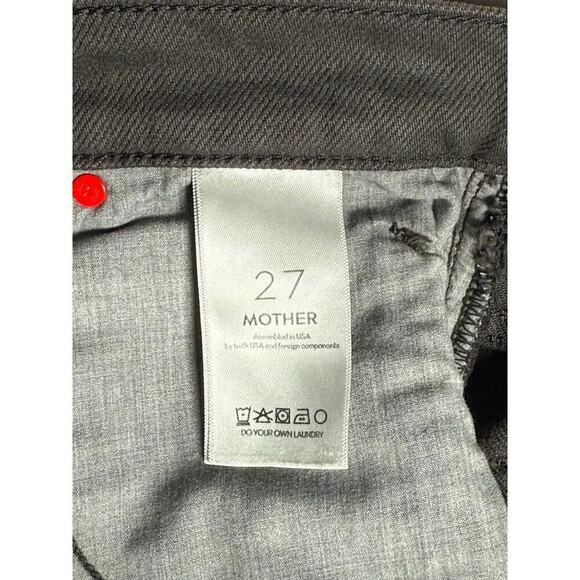 27
MOTHER
Assembled in USA
by both USA and foreign components
DO YOUR OWN LAUNDRY